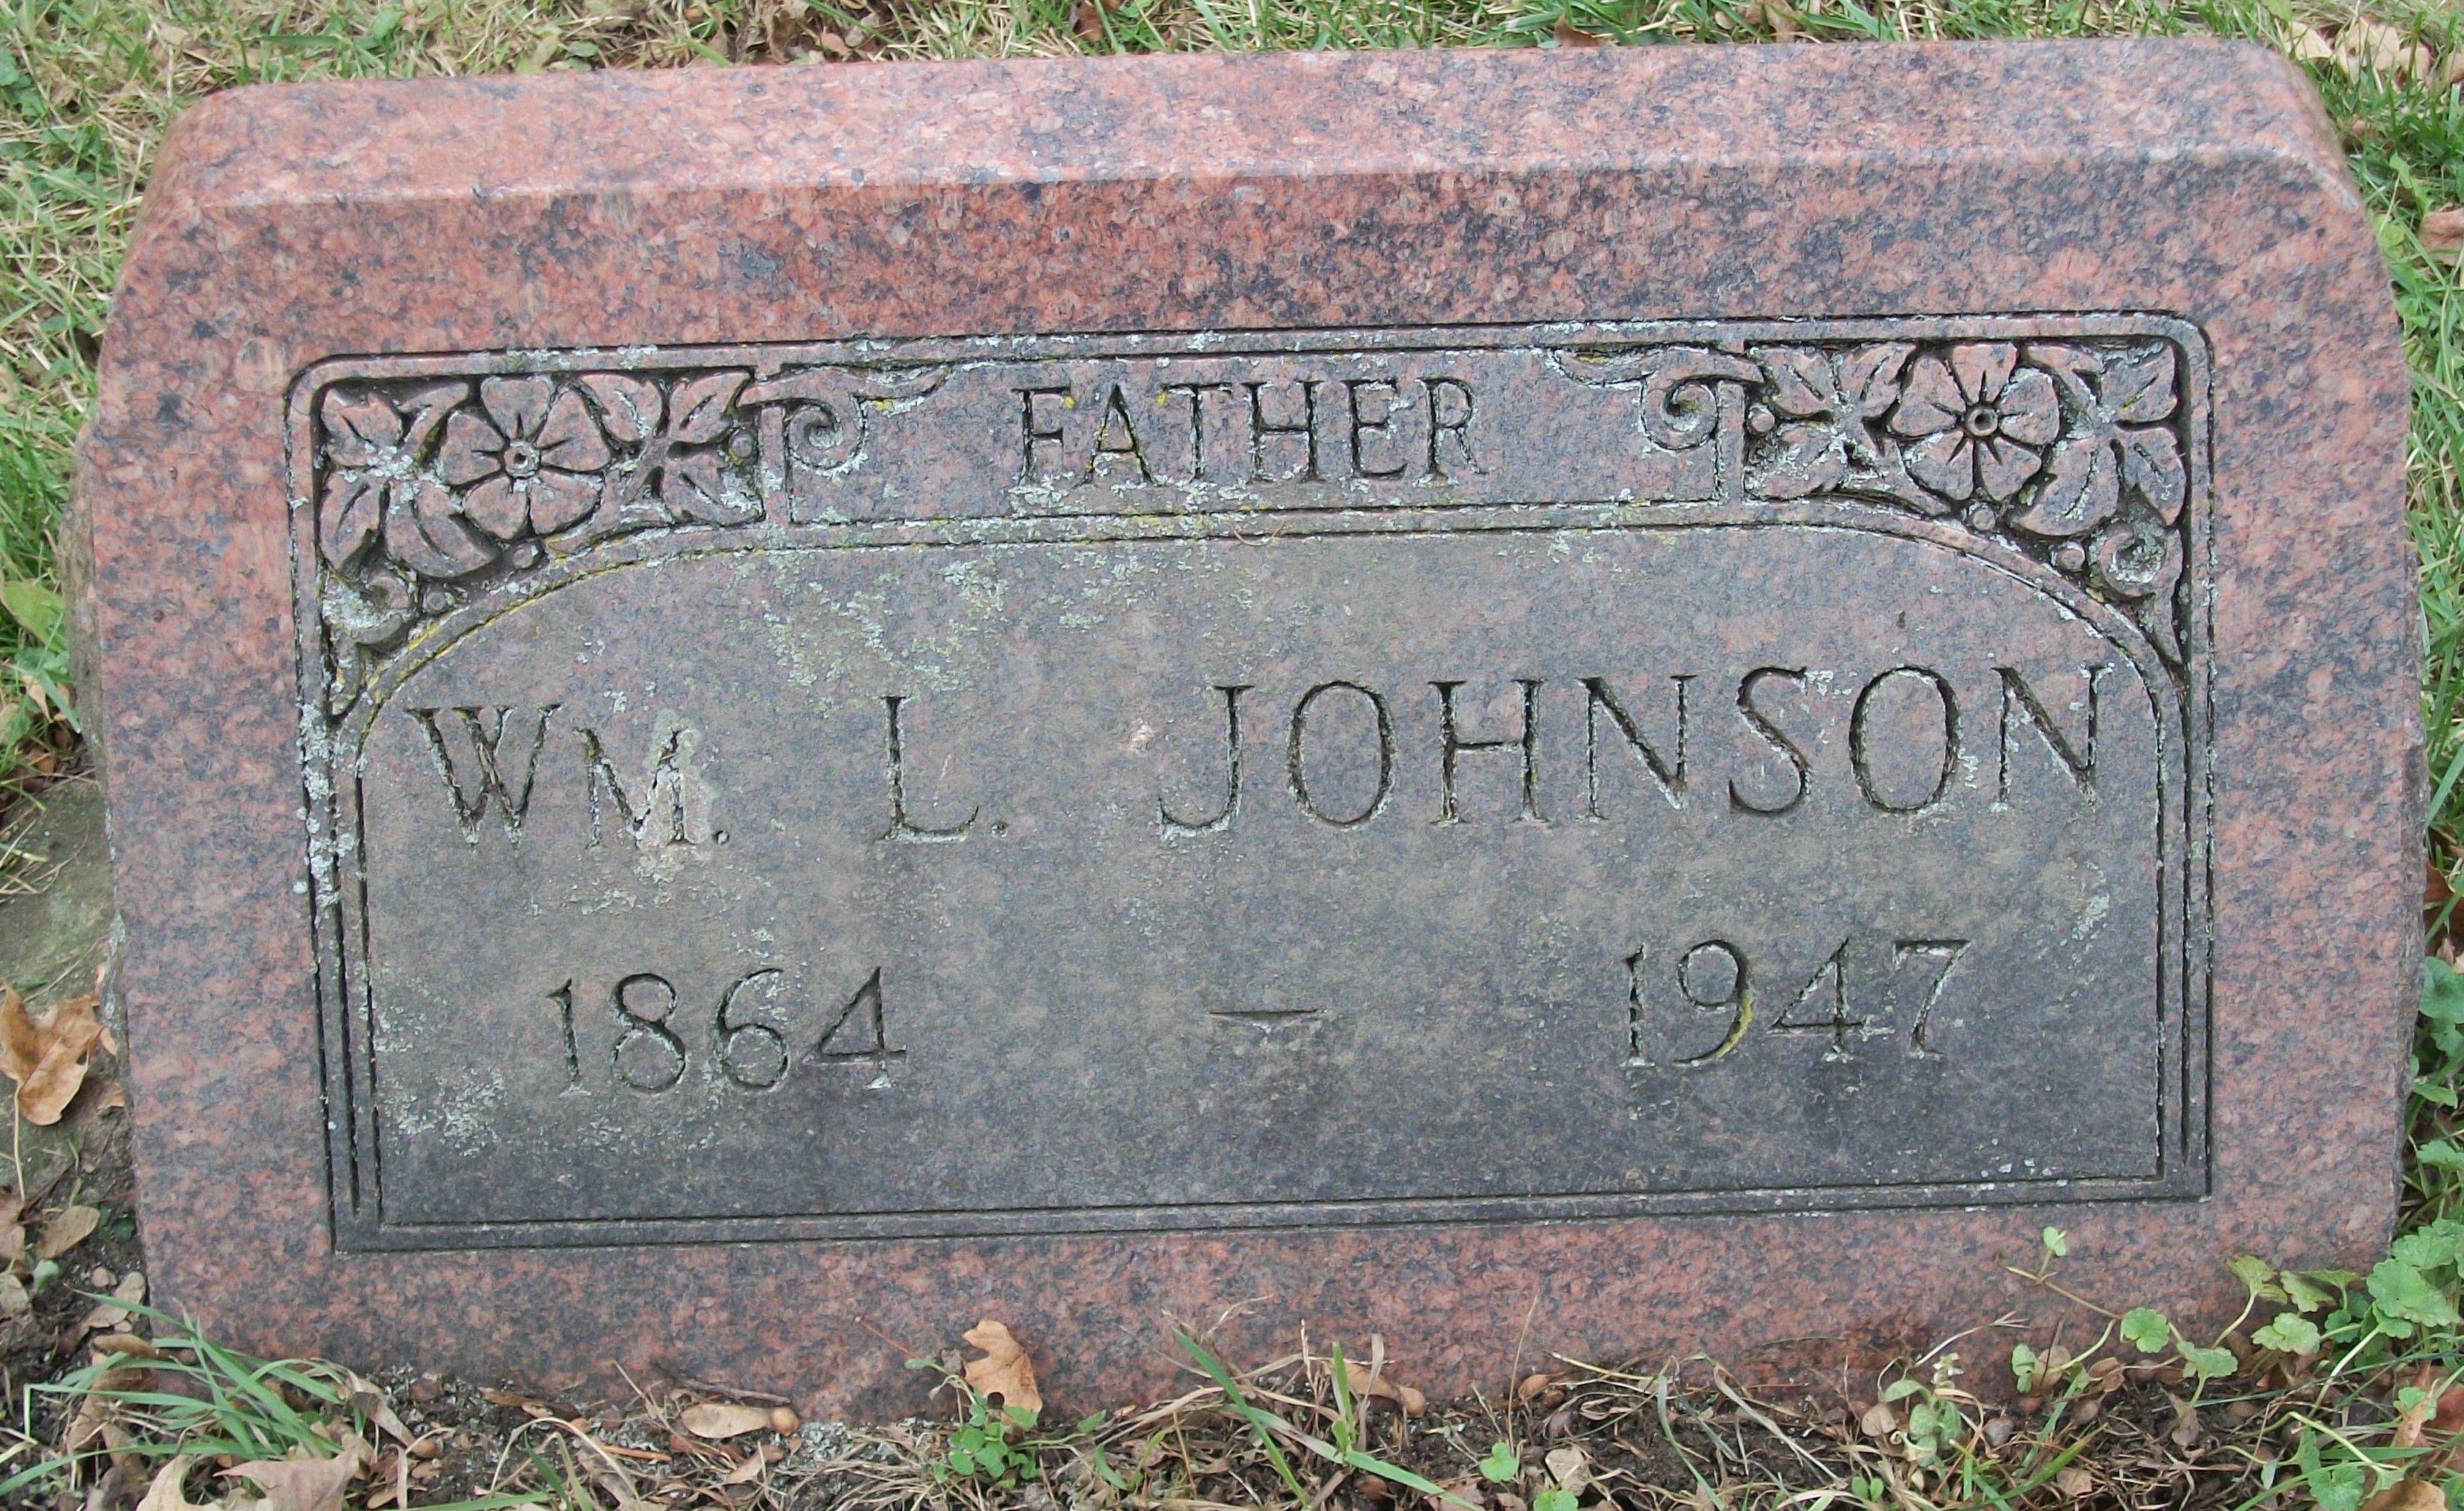 FATHER
WM. L. JOHNSON
1864 — 1947